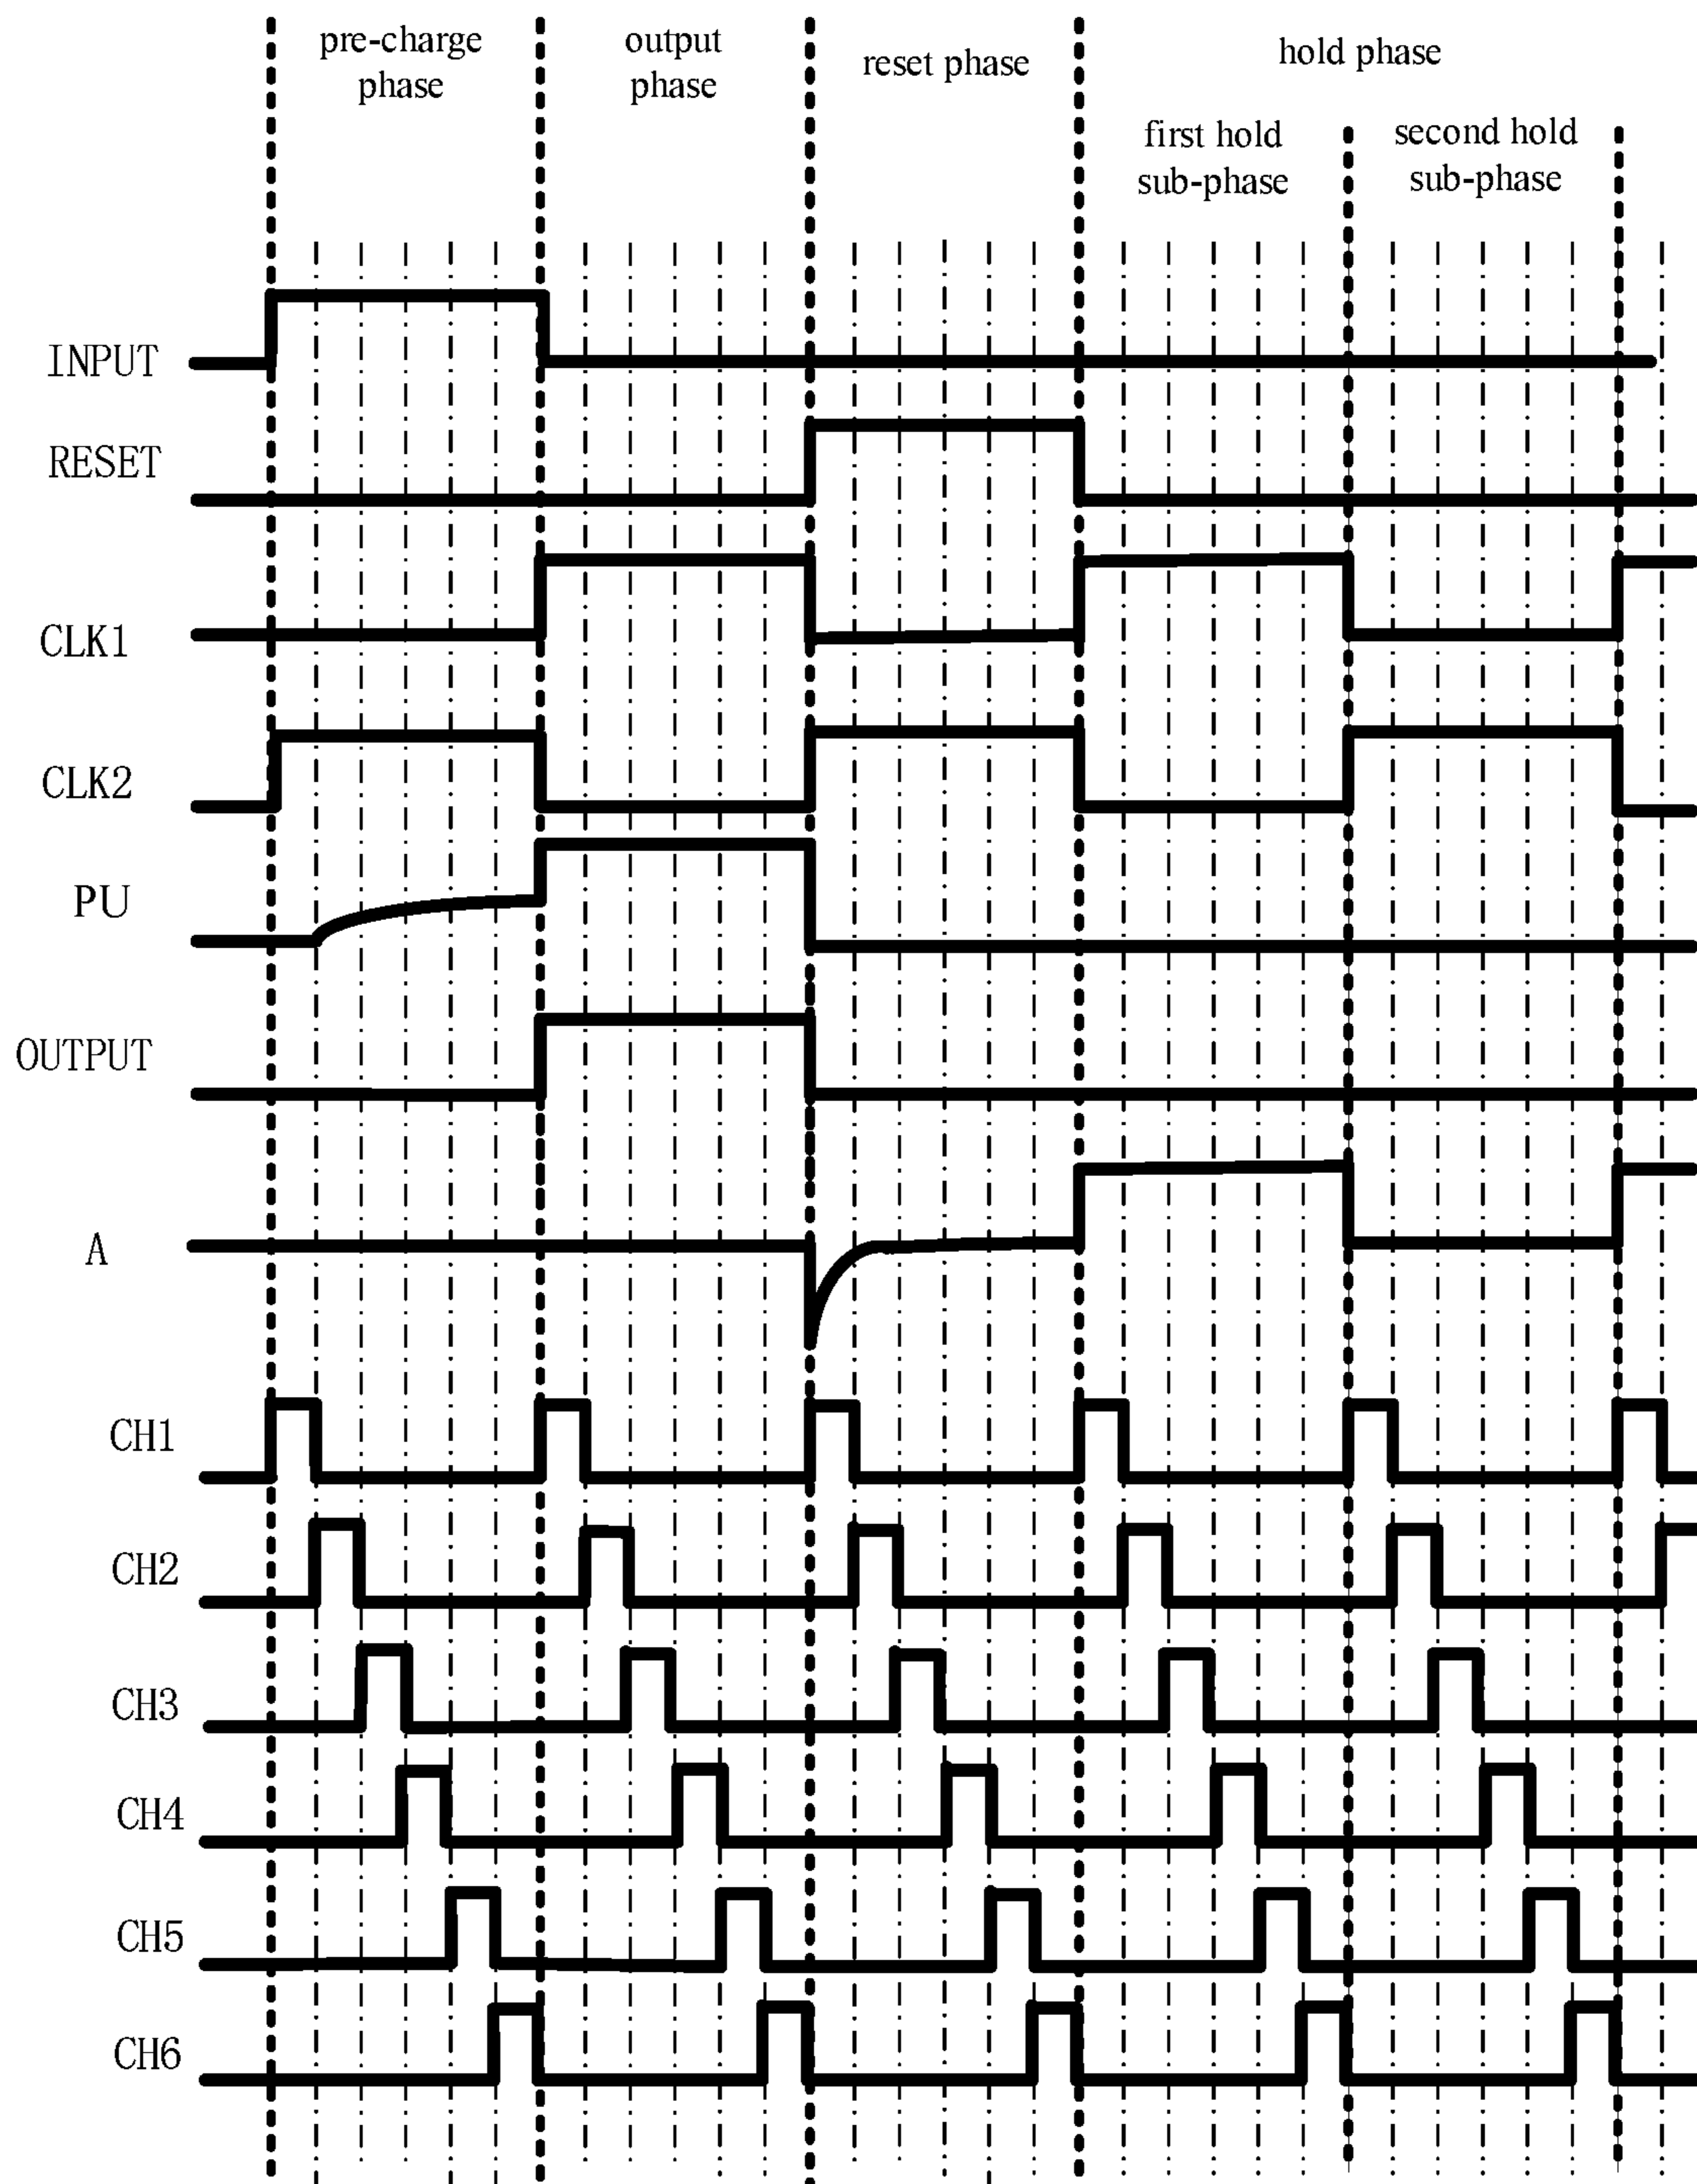 pre-charge
phase
output
phase
reset phase
hold phase
first hold
sub-phase
second hold
sub-phase
INPUT
RESET
CLK1
CLK2
PU
OUTPUT
A
CH1
CH2
CH3
CH4
CH5
CH6